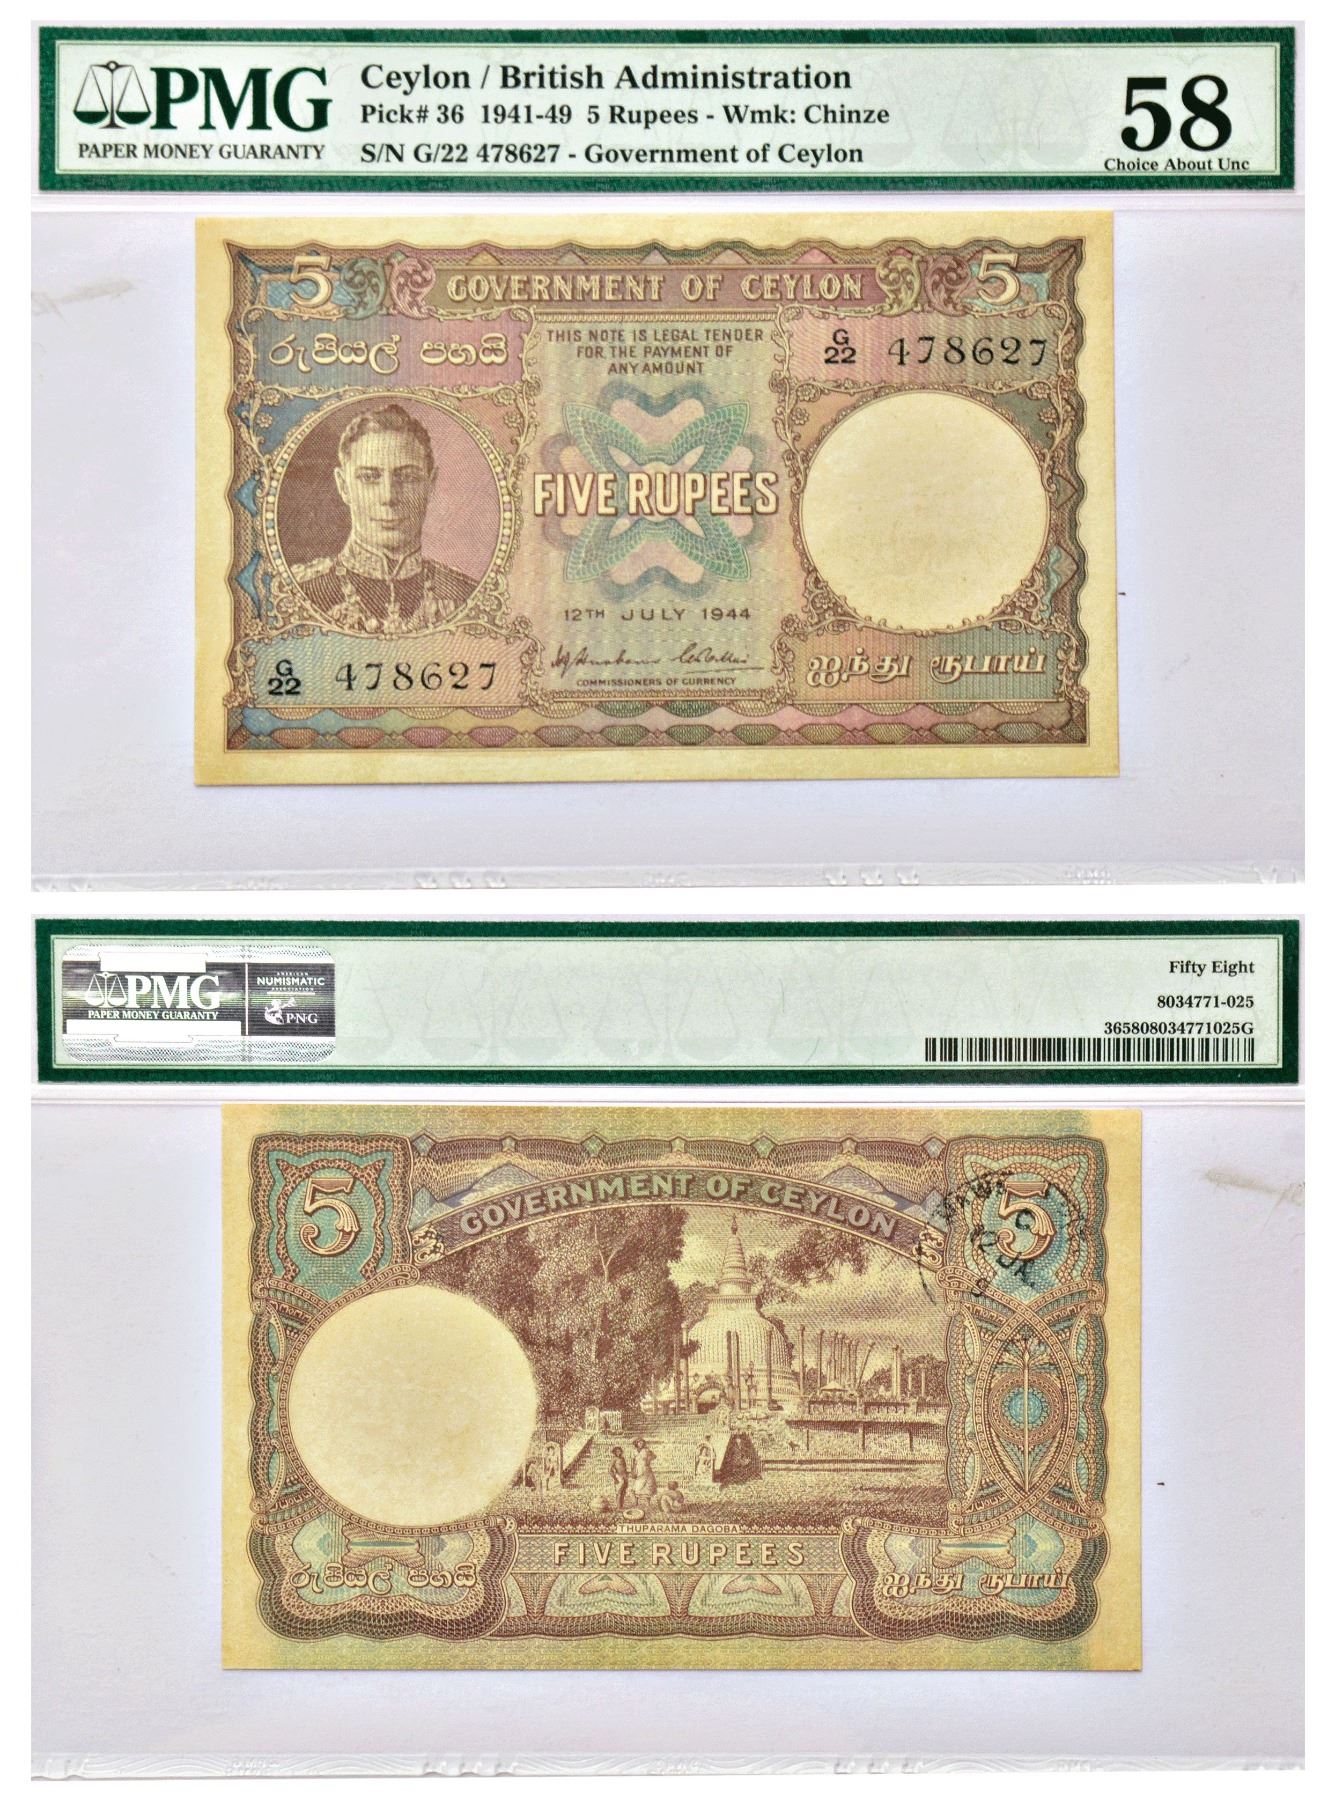 PMG
PAPER MONEY GUARANTY
Ceylon / British Administration
Pick# 36 1941-49 5 Rupees - Wmk: Chinze
S/N G/22 478627 - Government of Ceylon
58
Choice About Unc
5 GOVERNMENT OF CEYLON 5
රුපියල් පහයි
THIS NOTE IS LEGAL TENDER
FOR THE PAYMENT OF
ANY AMOUNT
G/22 478627
FIVE RUPEES
12TH JULY 1944
COMMISSIONERS OF CURRENCY
G/22 478627
ஐந்து ரூபாய்
PMG
PAPER MONEY GUARANTY
AMERICAN
NUMISMATIC
ASSOCIATION
PNG
Fifty Eight
8034771-025
365808034771025G
5 GOVERNMENT OF CEYLON 5
THUPARAMA DAGOBA
FIVE RUPEES
රුපියල් පහයි
ஐந்து ரூபாய்